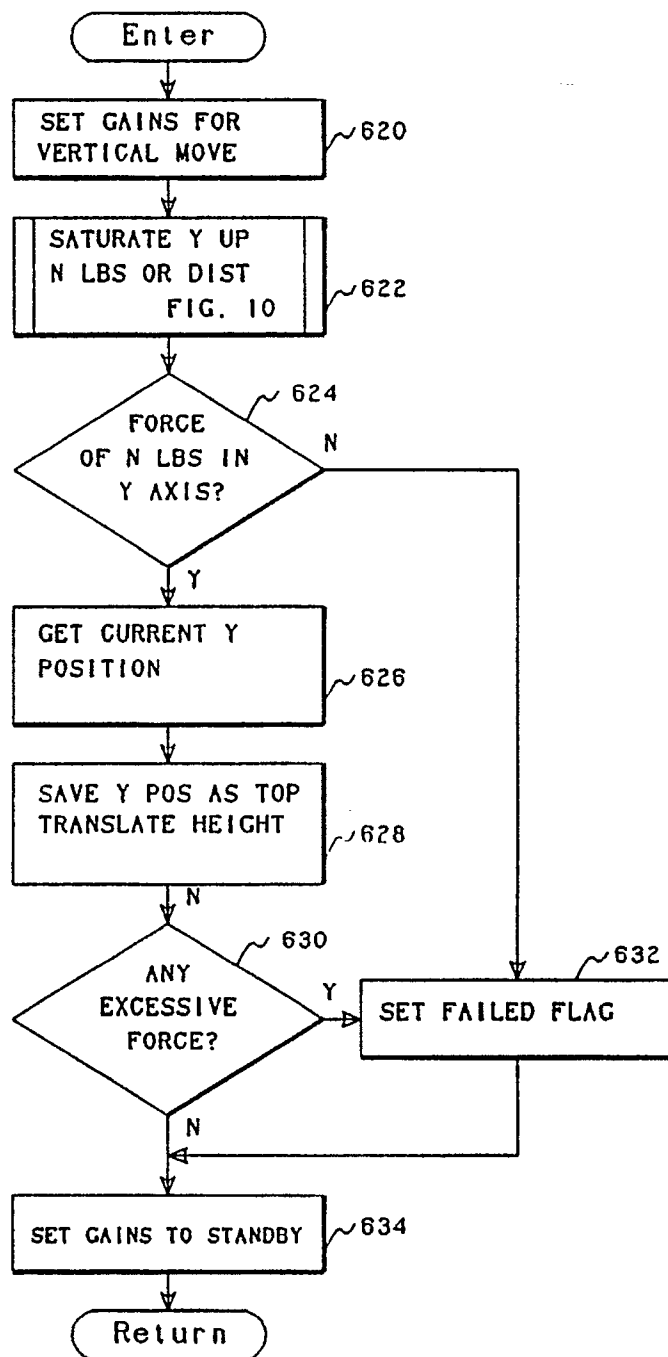 Enter
SET GAINS FOR
VERTICAL MOVE
620
SATURATE Y UP
N LBS OR DIST
FIG. 10
622
624
FORCE
OF N LBS IN
Y AXIS?
N
Y
GET CURRENT Y
POSITION
626
SAVE Y POS AS TOP
TRANSLATE HEIGHT
628
N
630
ANY
EXCESSIVE
FORCE?
Y
632
SET FAILED FLAG
N
SET GAINS TO STANDBY
634
Return